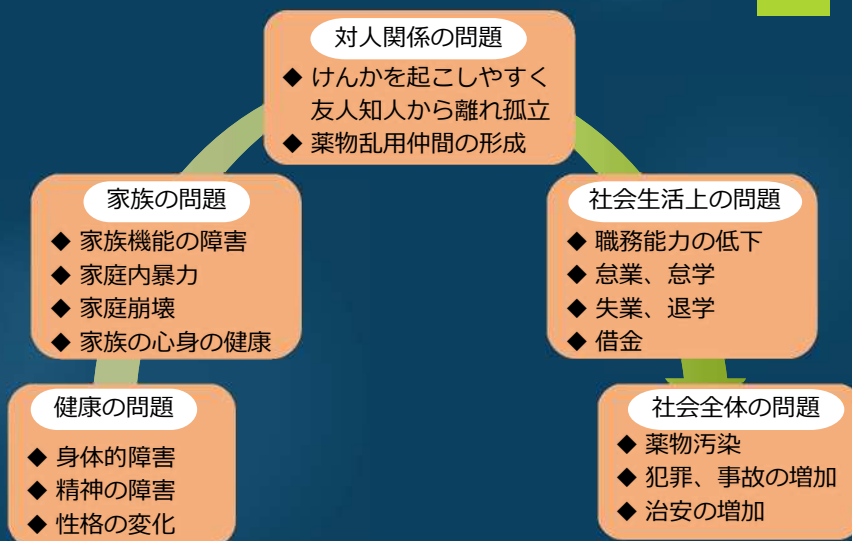 対人関係の問題
◆ けんかを起こしやすく
友人知人から離れ孤立
◆ 薬物乱用仲間の形成
家族の問題
◆ 家族機能の障害
◆ 家庭内暴力
◆ 家庭崩壊
◆ 家族の心身の健康
社会生活上の問題
◆ 職務能力の低下
◆ 怠業、怠学
◆ 失業、退学
◆ 借金
健康の問題
◆ 身体的障害
◆ 精神の障害
◆ 性格の変化
社会全体の問題
◆ 薬物汚染
◆ 犯罪、事故の増加
◆ 治安の増加